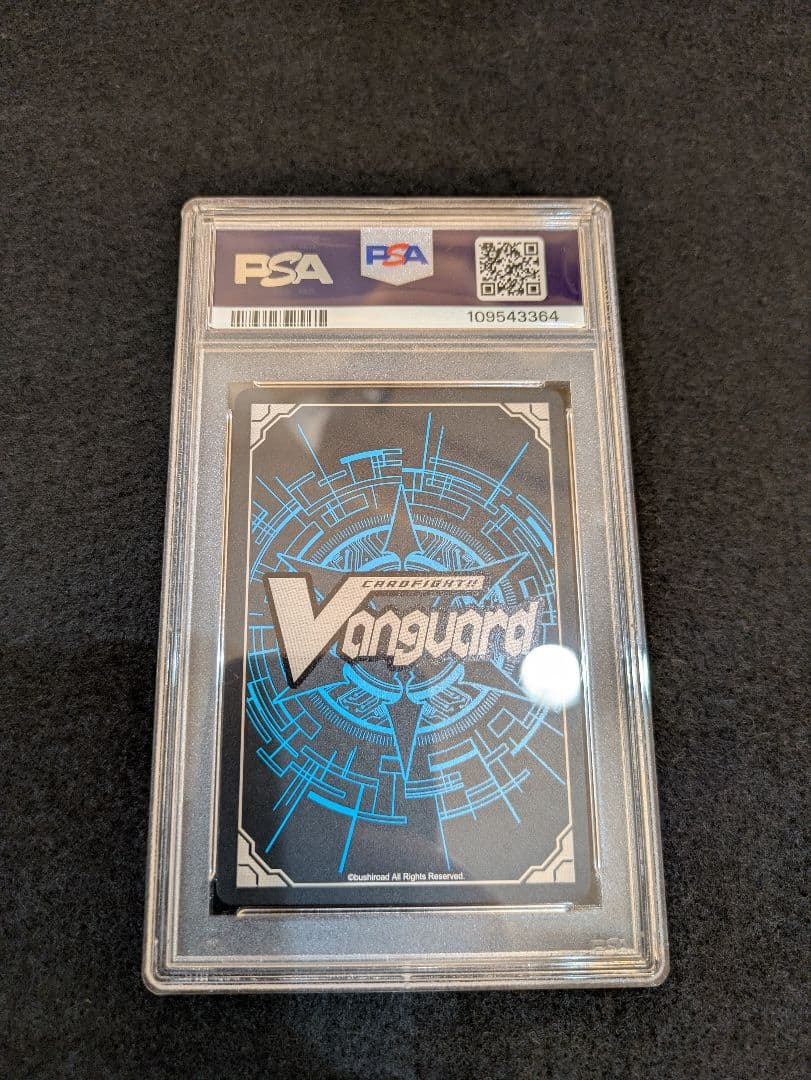 PSA
PSA
109543364
CARDFIGHT!!
Vanguard
©bushiroad All Rights Reserved.